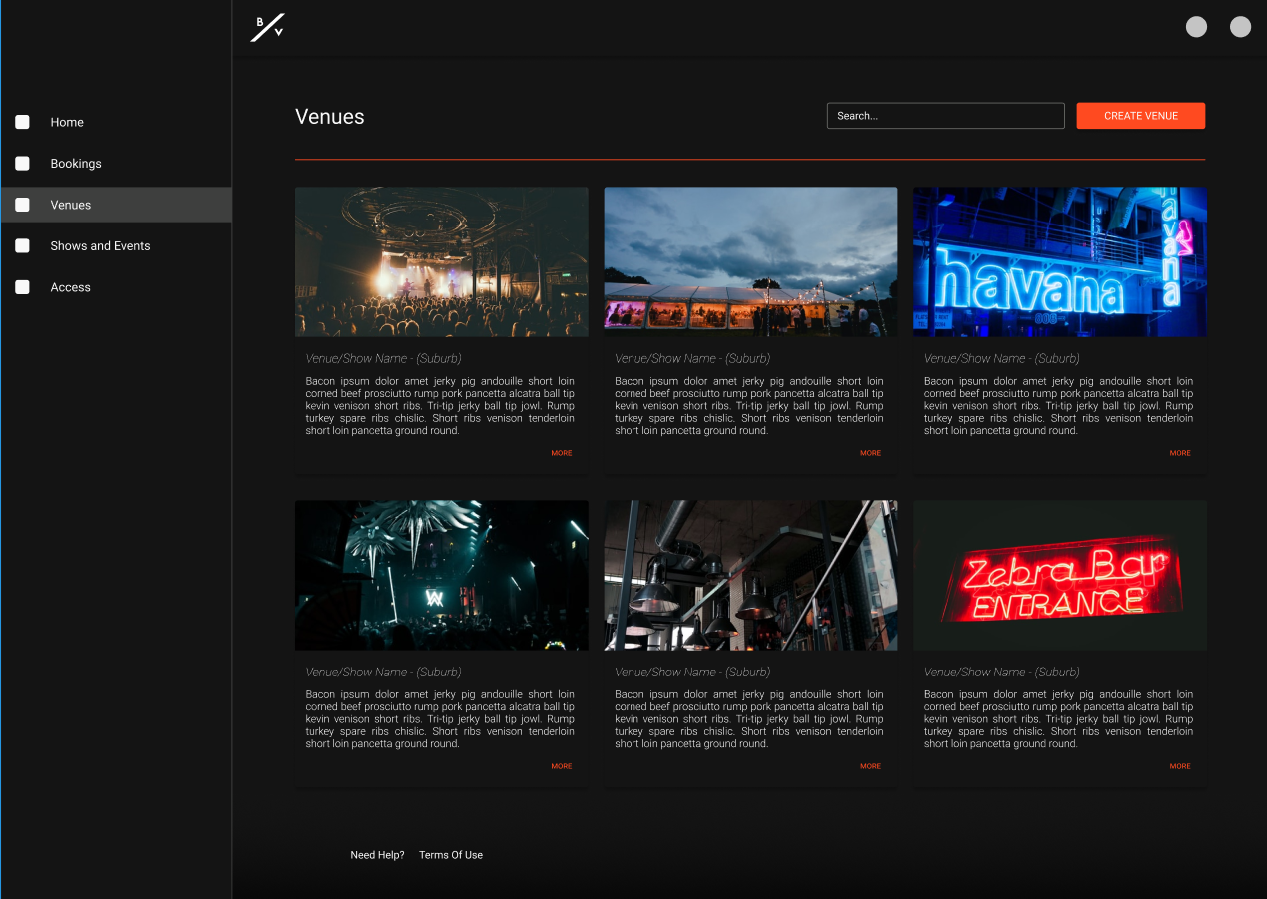 B V
Home
Bookings
Venues
Shows and Events
Access
Venues
Search...
CREATE VENUE
havana
havana
Venue/Show Name - (Suburb)
Bacon ipsum dolor amet jerky pig andouille short loin
corned beef prosciutto rump pork pancetta alcatra ball tip
kevin venison short ribs. Tri-tip jerky ball tip jowl. Rump
turkey spare ribs chislic. Short ribs venison tenderloin
short loin pancetta ground round.
MORE
Venue/Show Name - (Suburb)
Bacon ipsum dolor amet jerky pig andouille short loin
corned beef prosciutto rump pork pancetta alcatra ball tip
kevin venison short ribs. Tri-tip jerky ball tip jowl. Rump
turkey spare ribs chislic. Short ribs venison tenderloin
short loin pancetta ground round.
MORE
Venue/Show Name - (Suburb)
Bacon ipsum dolor amet jerky pig andouille short loin
corned beef prosciutto rump pork pancetta alcatra ball tip
kevin venison short ribs. Tri-tip jerky ball tip jowl. Rump
turkey spare ribs chislic. Short ribs venison tenderloin
short loin pancetta ground round.
MORE
Zebra Bar
ENTRANCE
Venue/Show Name - (Suburb)
Bacon ipsum dolor amet jerky pig andouille short loin
corned beef prosciutto rump pork pancetta alcatra ball tip
kevin venison short ribs. Tri-tip jerky ball tip jowl. Rump
turkey spare ribs chislic. Short ribs venison tenderloin
short loin pancetta ground round.
MORE
Venue/Show Name - (Suburb)
Bacon ipsum dolor amet jerky pig andouille short loin
corned beef prosciutto rump pork pancetta alcatra ball tip
kevin venison short ribs. Tri-tip jerky ball tip jowl. Rump
turkey spare ribs chislic. Short ribs venison tenderloin
short loin pancetta ground round.
MORE
Venue/Show Name - (Suburb)
Bacon ipsum dolor amet jerky pig andouille short loin
corned beef prosciutto rump pork pancetta alcatra ball tip
kevin venison short ribs. Tri-tip jerky ball tip jowl. Rump
turkey spare ribs chislic. Short ribs venison tenderloin
short loin pancetta ground round.
MORE
Need Help?
Terms Of Use